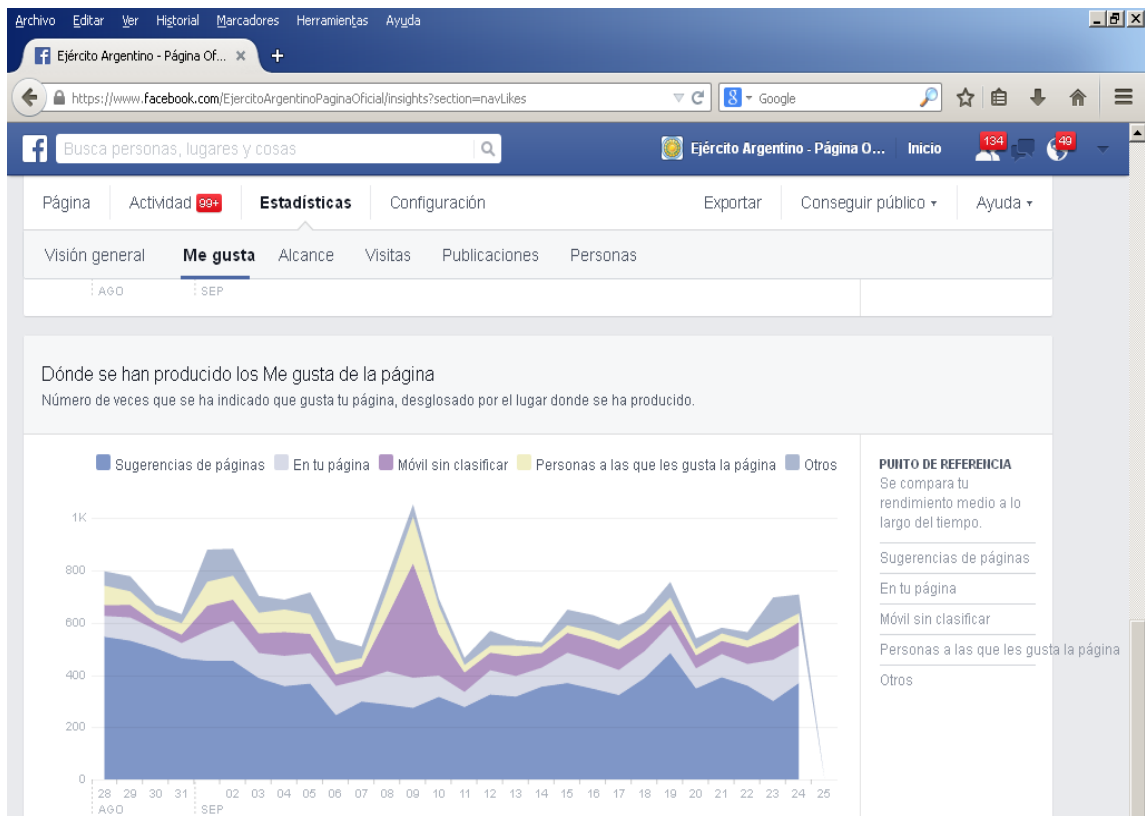 Archivo Editar Ver Historial Marcadores Herramientas Ayuda
Ejército Argentino - Página Of...
https://www.facebook.com/EjercitoArgentinoPaginaOficial/insights?section=navLikes
Google
Busca personas, lugares y cosas
Ejército Argentino - Página O... Inicio 134 49
Página Actividad 99+ Estadísticas Configuración Exportar Conseguir público Ayuda
Visión general Me gusta Alcance Visitas Publicaciones Personas
AGO SEP
Dónde se han producido los Me gusta de la página
Número de veces que se ha indicado que gusta tu página, desglosado por el lugar donde se ha producido.
Sugerencias de páginas En tu página Móvil sin clasificar Personas a las que les gusta la página Otros
1K
800
600
400
200
0
28 29 30 31 02 03 04 05 06 07 08 09 10 11 12 13 14 15 16 17 18 19 20 21 22 23 24 25
AGO SEP
PUNTO DE REFERENCIA
Se compara tu
rendimiento medio a lo
largo del tiempo.
Sugerencias de páginas
En tu página
Móvil sin clasificar
Personas a las que les gusta la página
Otros